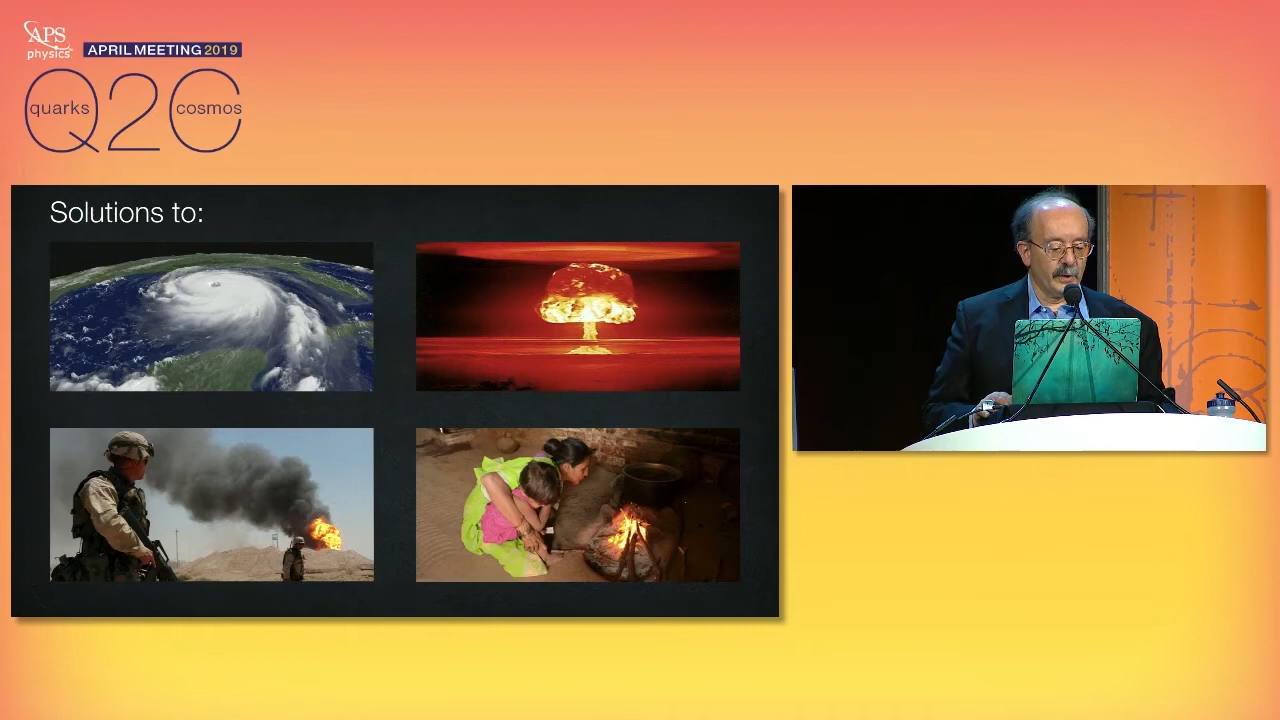 APS
physics
APRIL MEETING 2019
Q2C
quarks
cosmos
Solutions to: